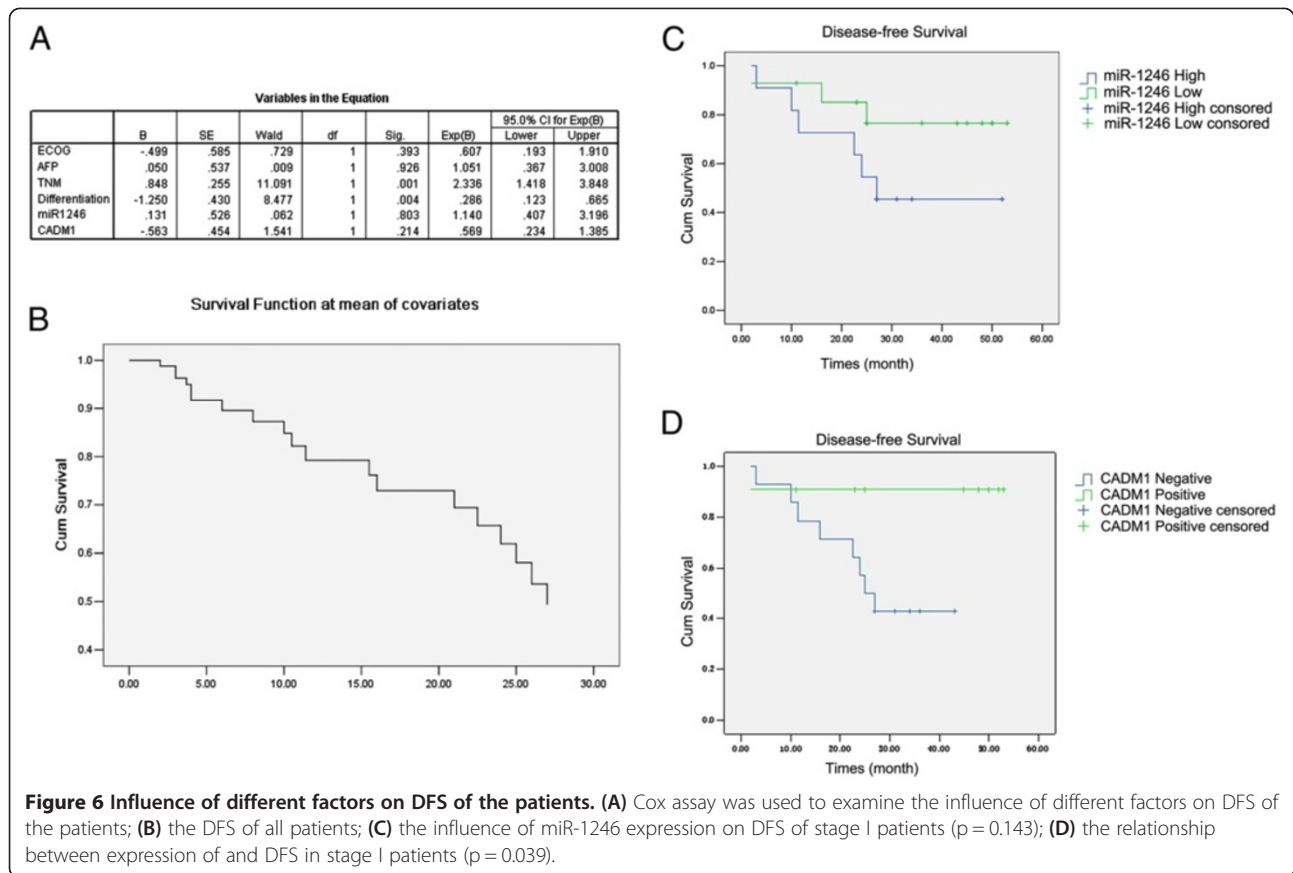 A
Variables in the Equation
95.0% CI for Exp(B)
B SE Wald df Sig. Exp(B) Lower Upper
ECOG -.499 .585 .729 1 .393 .607 .193 1.910
AFP .050 .537 .009 1 .926 1.051 .367 3.008
TNM .848 .255 11.091 1 .001 2.336 1.418 3.848
Differentiation -1.250 .430 8.477 1 .004 .286 .123 .665
miR1246 .131 .526 .062 1 .803 1.140 .407 3.196
CADM1 -.563 .454 1.541 1 .214 .569 .234 1.385
B
Survival Function at mean of covariates
Cum Survival
1.0
0.9
0.8
0.7
0.6
0.5
0.4
0.00 5.00 10.00 15.00 20.00 25.00 30.00
C
Disease-free Survival
Cum Survival
1.0
0.8
0.6
0.4
0.2
0.0
0.00 10.00 20.00 30.00 40.00 50.00 60.00
Times (month)
miR-1246 High
miR-1246 Low
miR-1246 High consored
miR-1246 Low consored
D
Disease-free Survival
Cum Survival
1.0
0.8
0.6
0.4
0.2
0.0
0.00 10.00 20.00 30.00 40.00 50.00 60.00
Times (month)
CADM1 Negative
CADM1 Positive
CADM1 Negative censored
CADM1 Positive censored
Figure 6 Influence of different factors on DFS of the patients. (A) Cox assay was used to examine the influence of different factors on DFS of
the patients; (B) the DFS of all patients; (C) the influence of miR-1246 expression on DFS of stage I patients (p = 0.143); (D) the relationship
between expression of and DFS in stage I patients (p = 0.039).